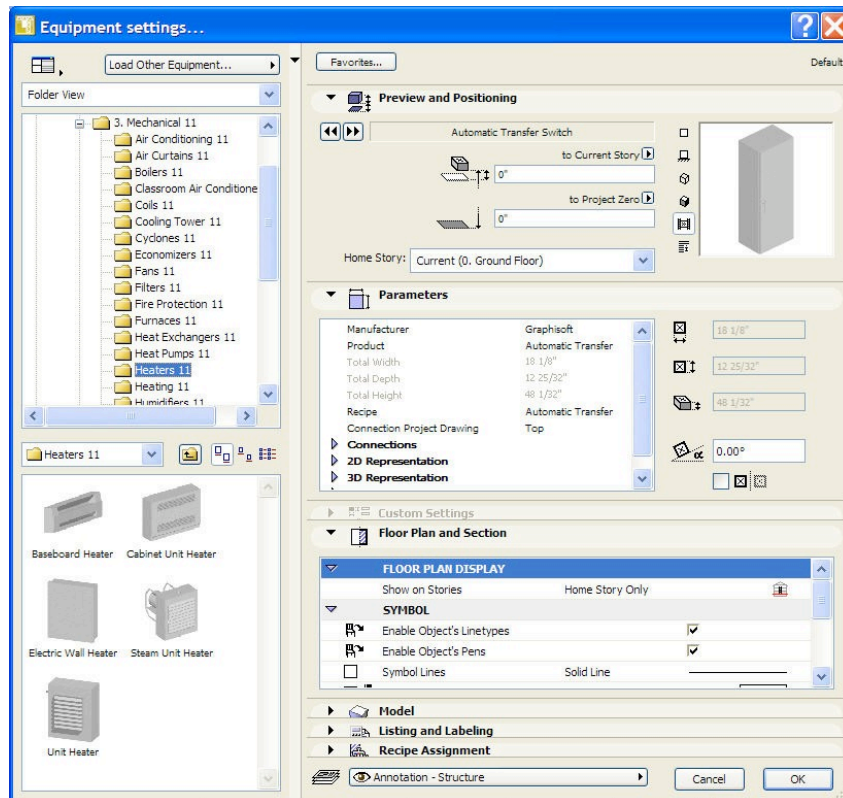 Equipment settings...
Load Other Equipment...
Folder View
3. Mechanical 11
Air Conditioning 11
Air Curtains 11
Boilers 11
Classroom Air Conditione
Coils 11
Cooling Tower 11
Cyclones 11
Economizers 11
Fans 11
Filters 11
Fire Protection 11
Furnaces 11
Heat Exchangers 11
Heat Pumps 11
Heaters 11
Heating 11
Humidifiers 11
Heaters 11
Baseboard Heater
Cabinet Unit Heater
Electric Wall Heater
Steam Unit Heater
Unit Heater
Favorites...
Default
Preview and Positioning
Automatic Transfer Switch
to Current Story
0"
to Project Zero
0"
Home Story: Current (0. Ground Floor)
Parameters
Manufacturer Graphisoft
Product Automatic Transfer
Total Width 18 1/8"
Total Depth 12 25/32"
Total Height 48 1/32"
Recipe Automatic Transfer
Connection Project Drawing Top
Connections
2D Representation
3D Representation
18 1/8"
12 25/32"
48 1/32"
α 0.00°
Custom Settings
Floor Plan and Section
FLOOR PLAN DISPLAY
Show on Stories Home Story Only
SYMBOL
Enable Object's Linetypes
Enable Object's Pens
Symbol Lines Solid Line
Model
Listing and Labeling
Recipe Assignment
Annotation - Structure
Cancel
OK